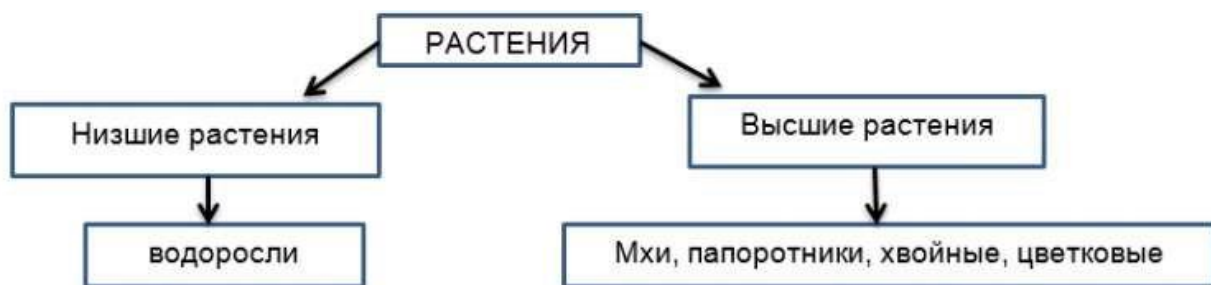 РАСТЕНИЯ
Низшие растения
Высшие растения
водоросли
Мхи, папоротники, хвойные, цветковые